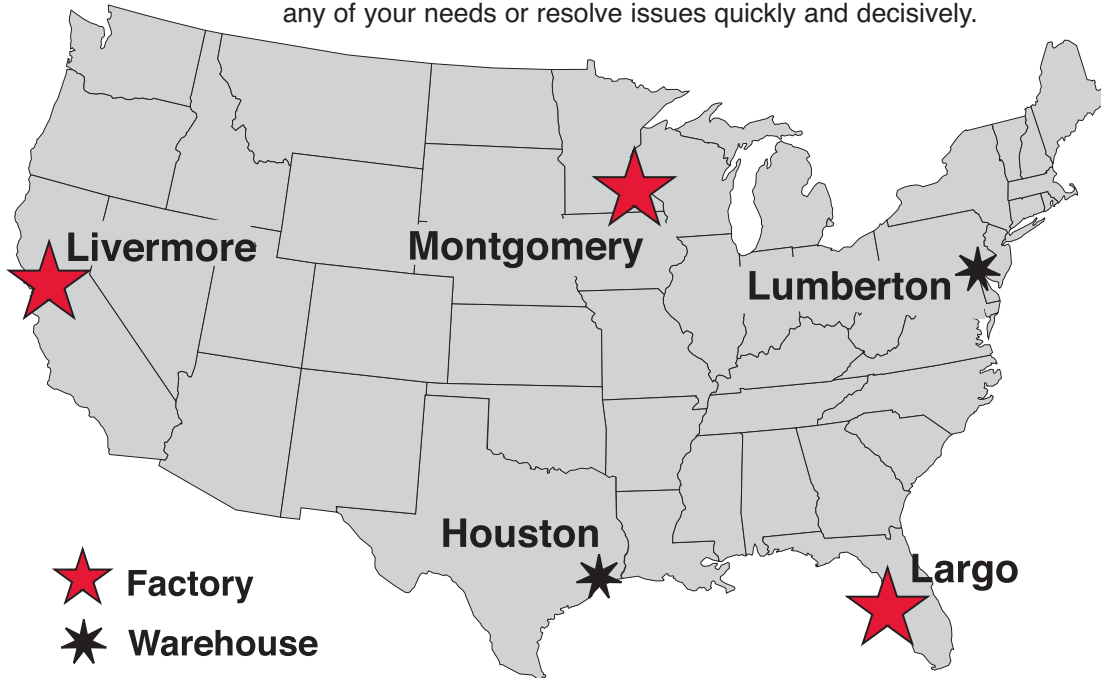 any of your needs or resolve issues quickly and decisively.
Livermore
Montgomery
Lumberton
Houston
Largo
Factory
Warehouse